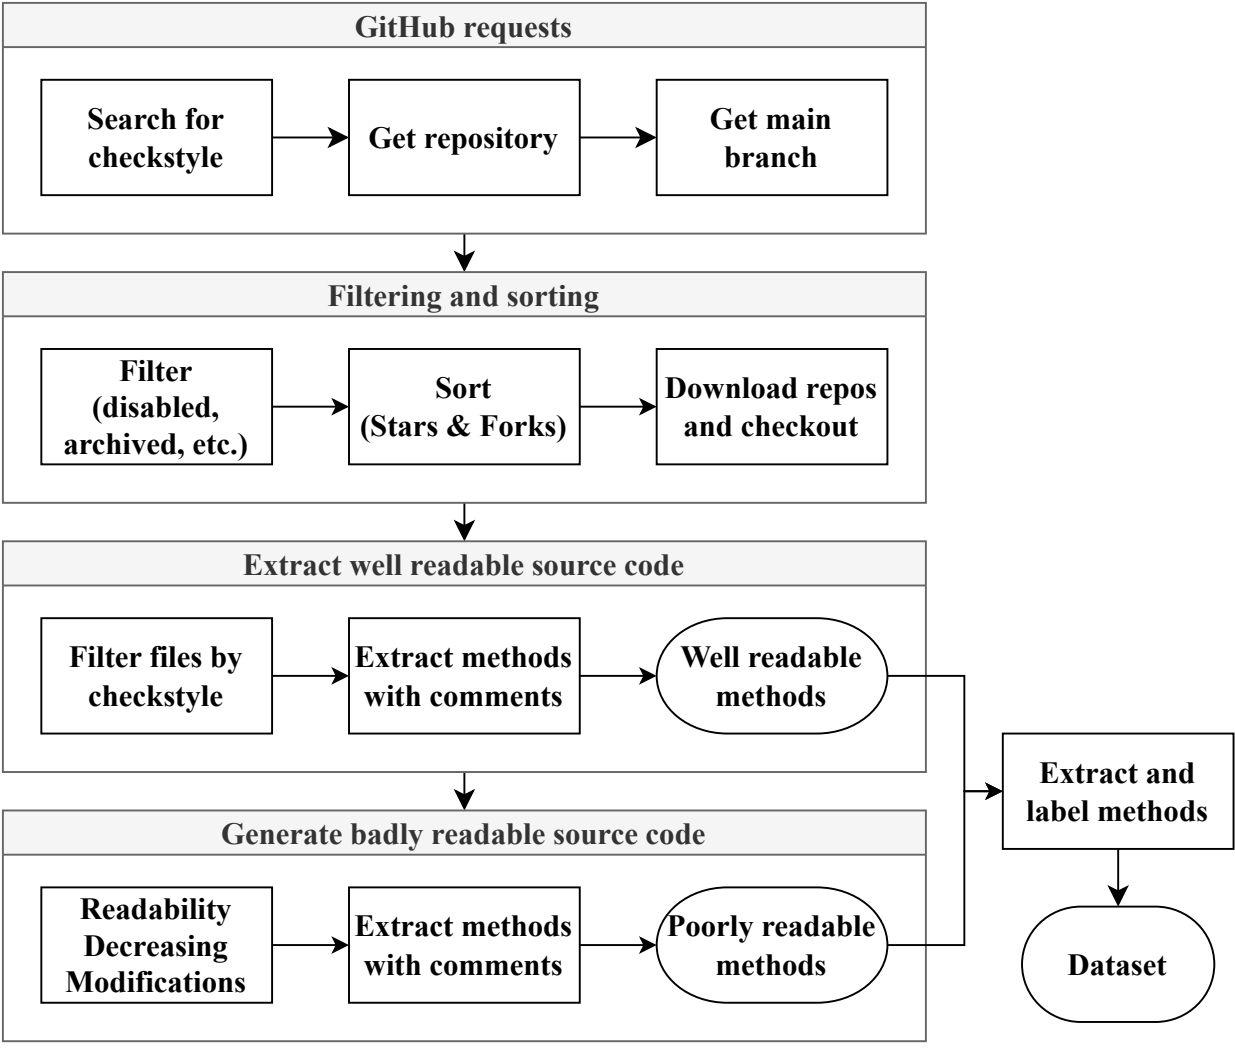 GitHub requests
Search for
checkstyle
Get repository
Get main
branch
Filtering and sorting
Filter
(disabled,
archived, etc.)
Sort
(Stars & Forks)
Download repos
and checkout
Extract well readable source code
Filter files by
checkstyle
Extract methods
with comments
Well readable
methods
Generate badly readable source code
Readability
Decreasing
Modifications
Extract methods
with comments
Poorly readable
methods
Extract and
label methods
Dataset